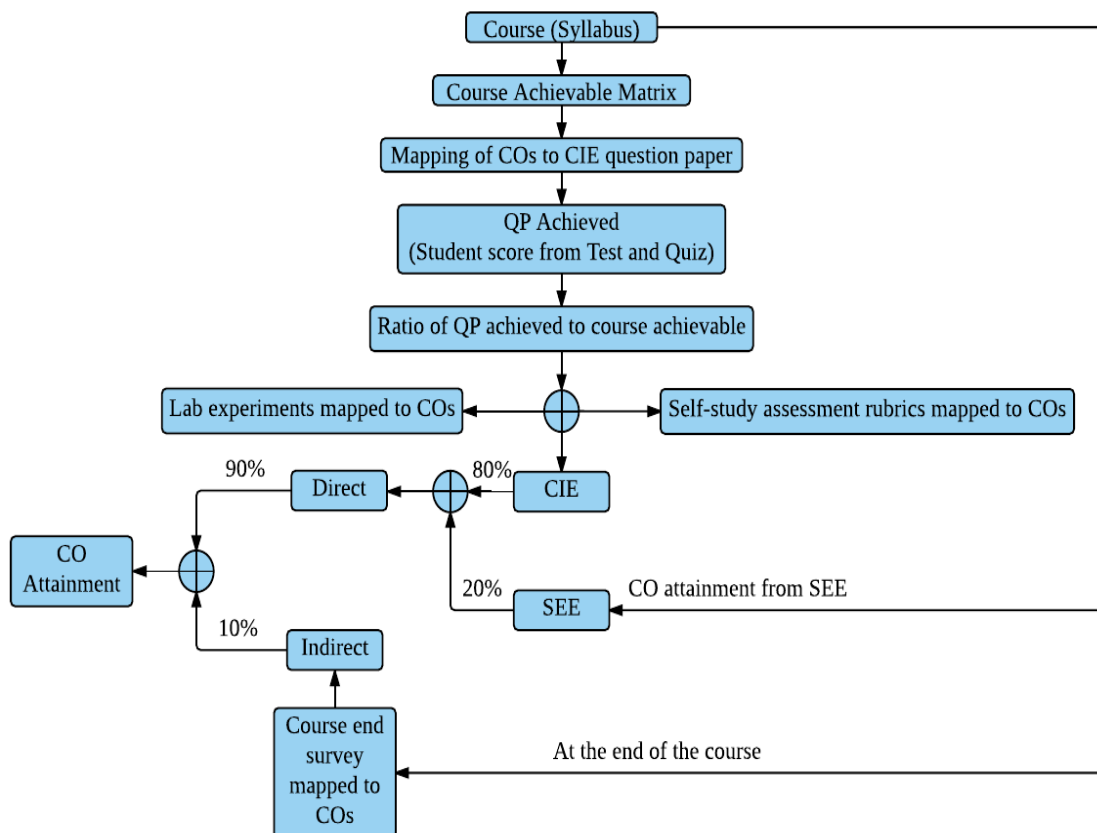 Course (Syllabus)
Course Achievable Matrix
Mapping of COs to CIE question paper
QP Achieved
(Student score from Test and Quiz)
Ratio of QP achieved to course achievable
Lab experiments mapped to COs
Self-study assessment rubrics mapped to COs
90%
Direct
80%
CIE
CO
Attainment
20%
SEE
CO attainment from SEE
10%
Indirect
Course end
survey
mapped to
COs
At the end of the course